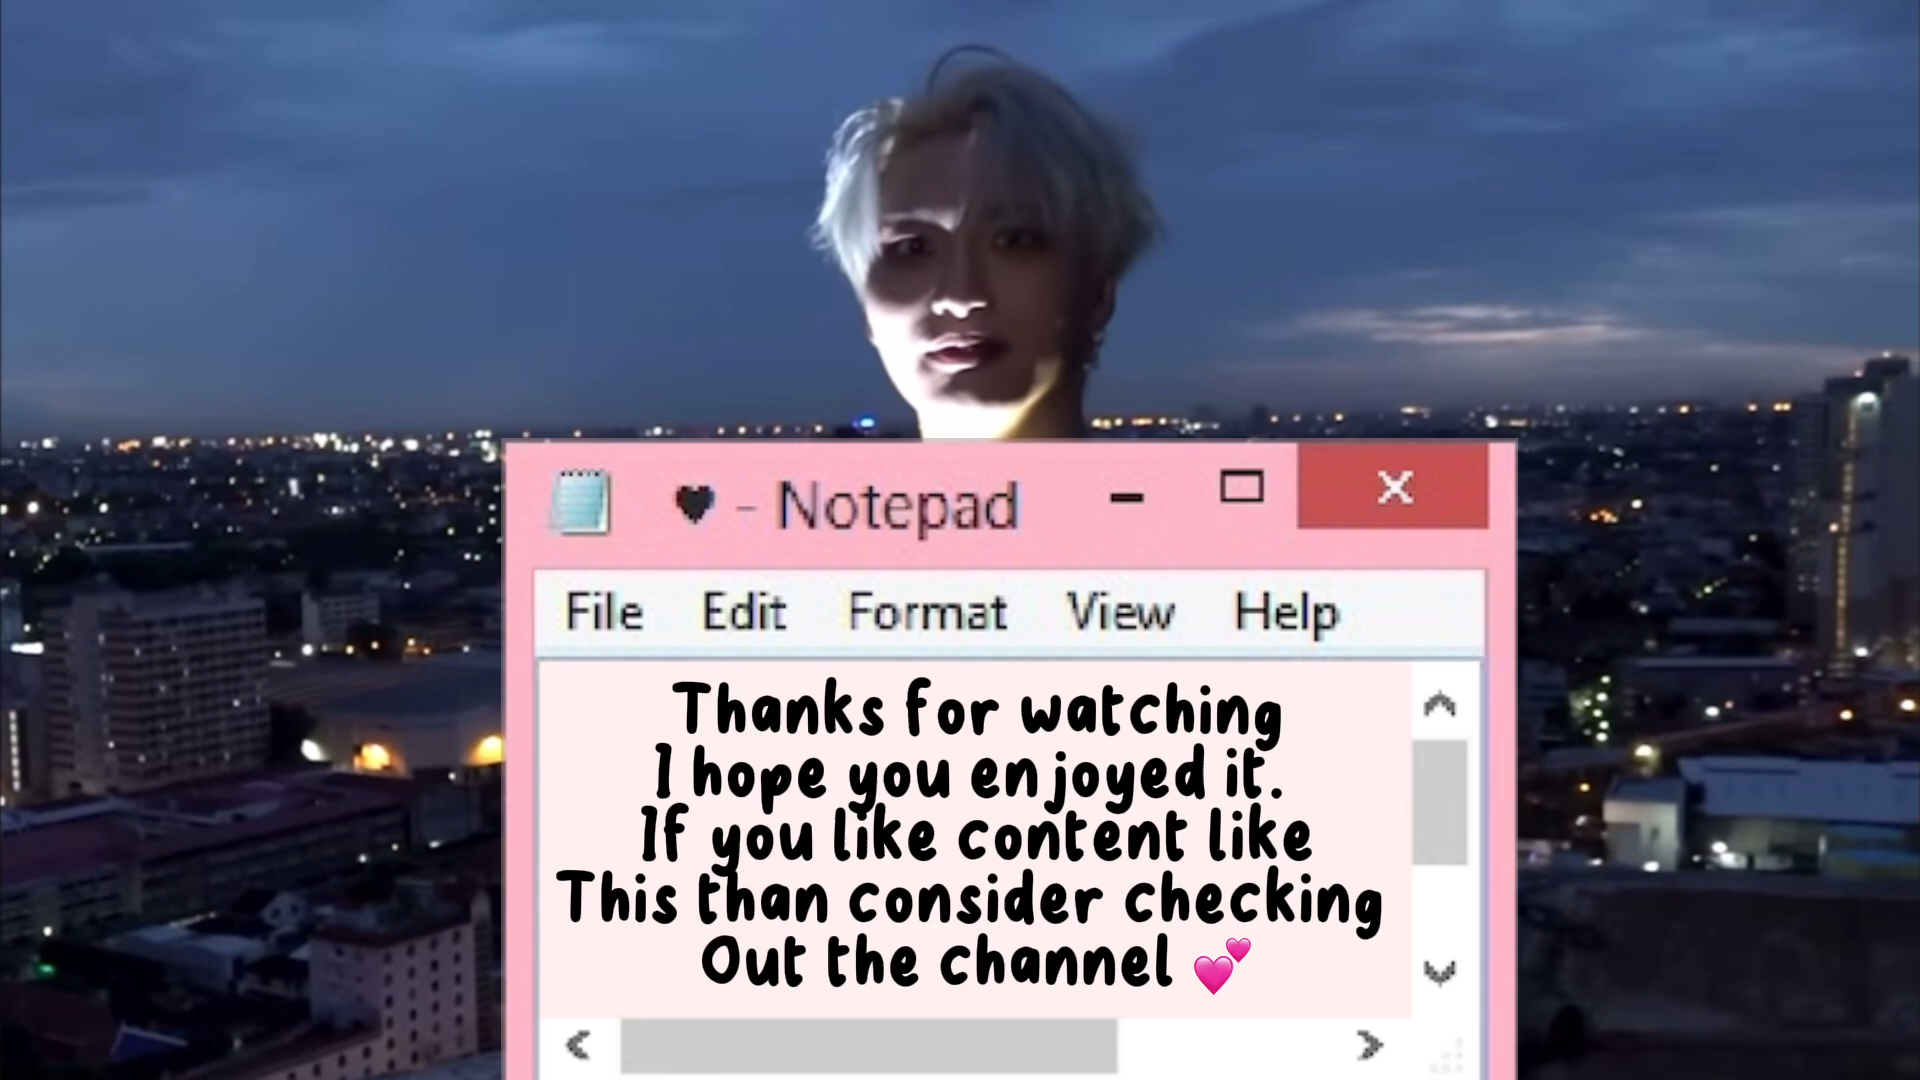 ♥ - Notepad
File Edit Format View Help
Thanks for watching
I hope you enjoyed it.
If you like content like
This than consider checking
Out the channel 💕